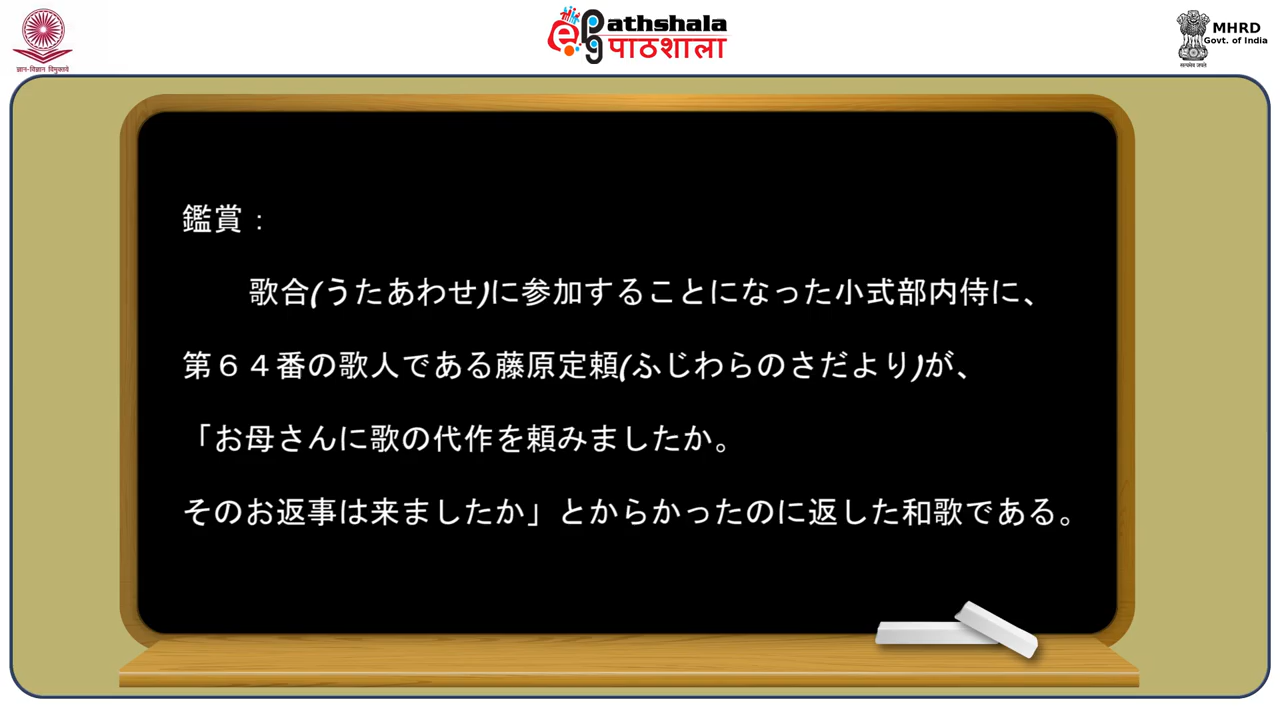 ज्ञान-विज्ञान विमुक्तये
epathshala
पाठशाला
MHRD
Govt. of India
सत्यमेव जयते
鑑賞：
歌合(うたあわせ)に参加することになった小式部内侍に、
第６４番の歌人である藤原定頼(ふじわらのさだより)が、
「お母さんに歌の代作を頼みましたか。
そのお返事は来ましたか」とからかったのに返した和歌である。